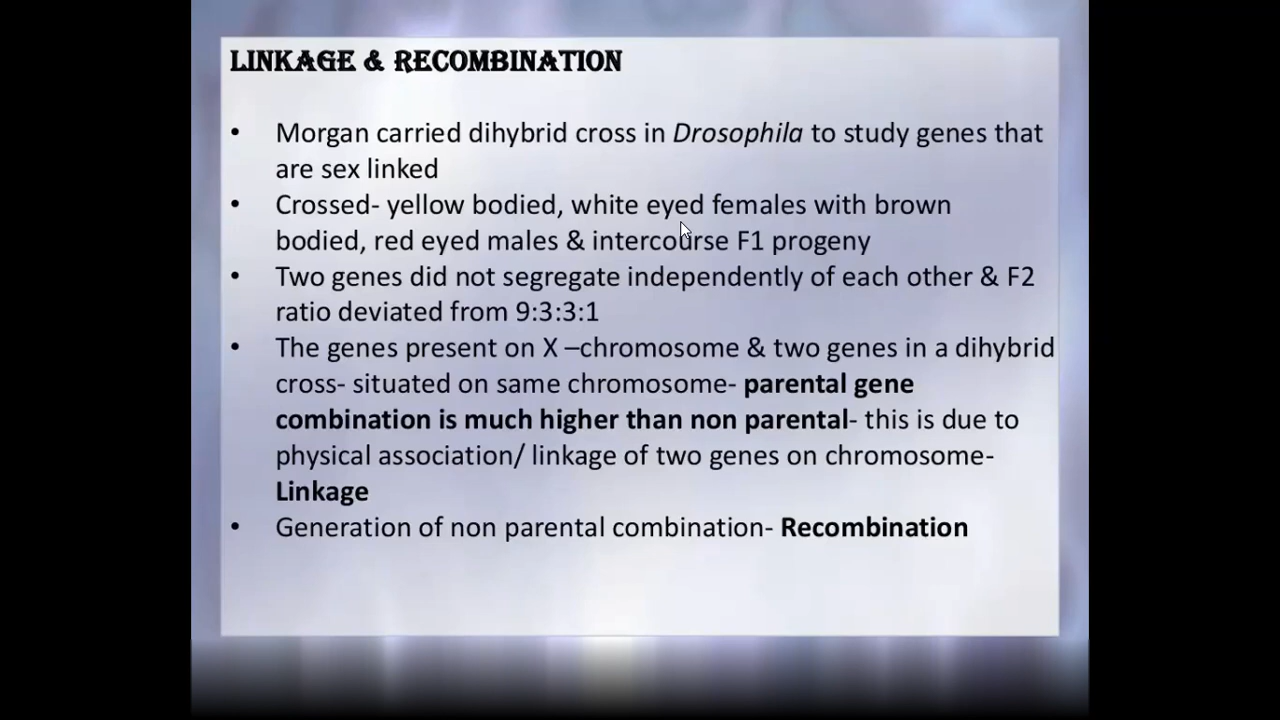 LINKAGE & RECOMBINATION
• Morgan carried dihybrid cross in Drosophila to study genes that
are sex linked
• Crossed- yellow bodied, white eyed females with brown
bodied, red eyed males & intercourse F1 progeny
• Two genes did not segregate independently of each other & F2
ratio deviated from 9:3:3:1
• The genes present on X –chromosome & two genes in a dihybrid
cross- situated on same chromosome- parental gene
combination is much higher than non parental- this is due to
physical association/ linkage of two genes on chromosome-
Linkage
• Generation of non parental combination- Recombination